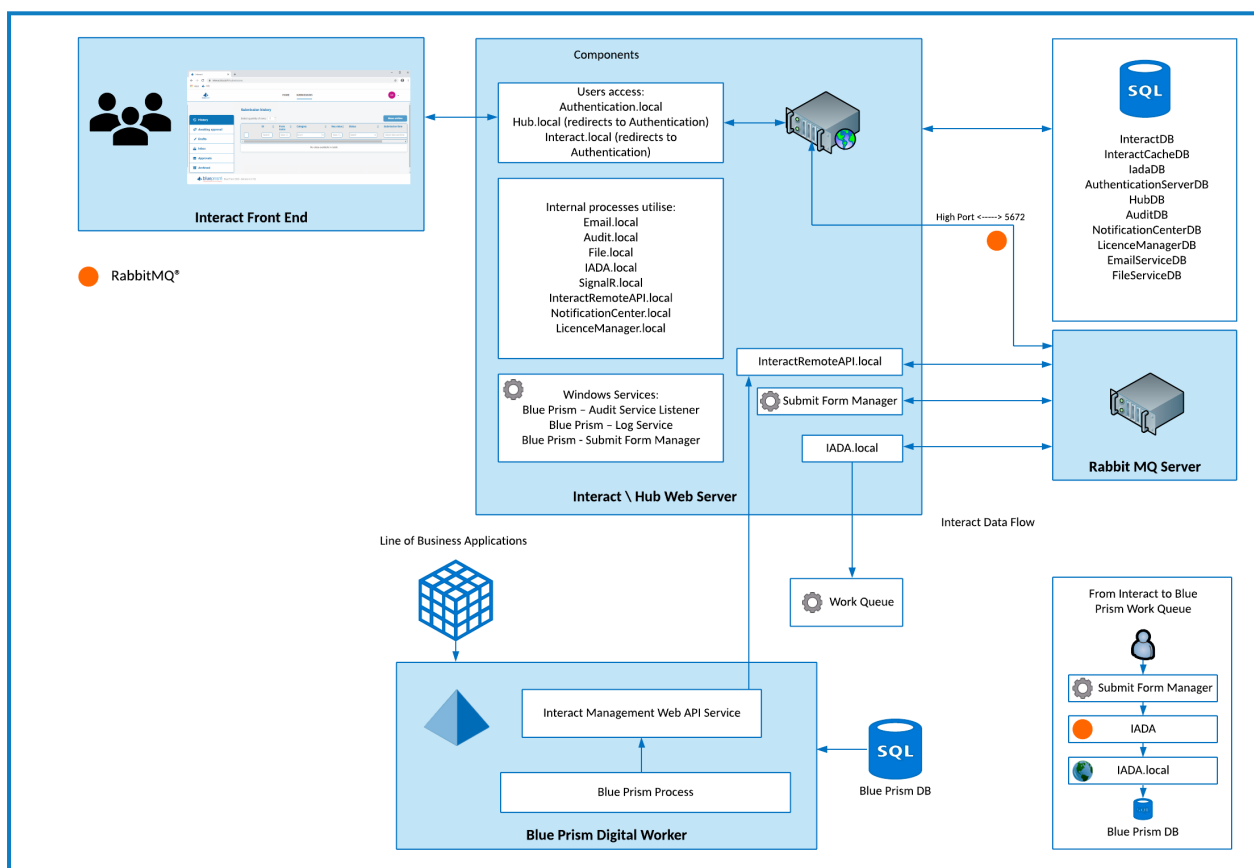 Components
Users access:
Authentication.local
Hub.local (redirects to Authentication)
Interact.local (redirects to
Authentication)
Internal processes utilise:
Email.local
Audit.local
File.local
IADA.local
SignalR.local
InteractRemoteAPI.local
NotificationCenter.local
LicenceManager.local
Windows Services:
Blue Prism – Audit Service Listener
Blue Prism – Log Service
Blue Prism - Submit Form Manager
InteractRemoteAPI.local
Submit Form Manager
IADA.local
Interact \ Hub Web Server
Interact Front End
RabbitMQ®
SQL
InteractDB
InteractCacheDB
IadaDB
AuthenticationServerDB
HubDB
AuditDB
NotificationCenterDB
LicenceManagerDB
EmailServiceDB
FileServiceDB
High Port <-----> 5672
Rabbit MQ Server
Interact Data Flow
Line of Business Applications
Work Queue
Interact Management Web API Service
Blue Prism Process
Blue Prism Digital Worker
SQL
Blue Prism DB
From Interact to Blue
Prism Work Queue
Submit Form Manager
IADA
IADA.local
Blue Prism DB